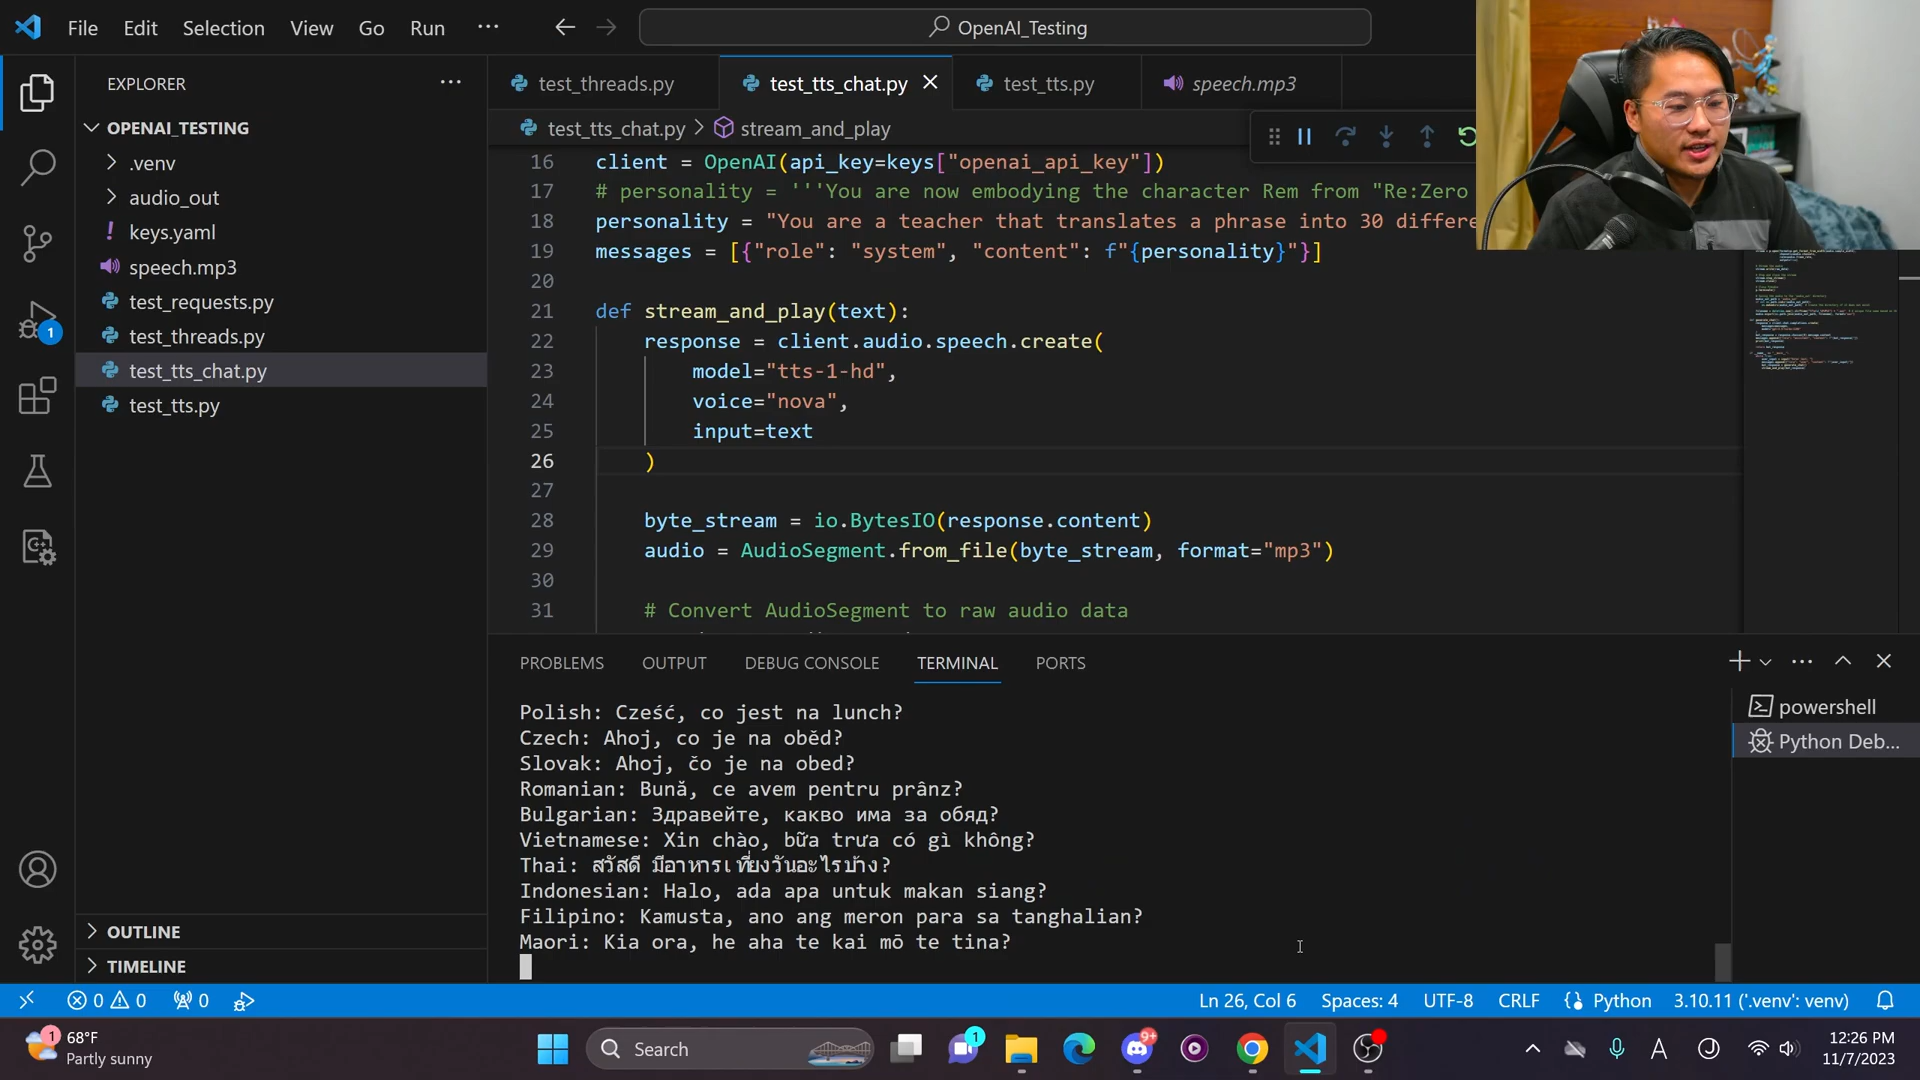 File Edit Selection View Go Run ··· OpenAI_Testing
EXPLORER
OPENAI_TESTING
.venv
audio_out
keys.yaml
speech.mp3
test_requests.py
test_threads.py
test_tts_chat.py
test_tts.py
OUTLINE
TIMELINE
1
test_threads.py test_tts_chat.py test_tts.py speech.mp3
test_tts_chat.py > stream_and_play
16 client = OpenAI(api_key=keys["openai_api_key"])
17 # personality = '''You are now embodying the character Rem from "Re:Zero
18 personality = "You are a teacher that translates a phrase into 30 differe
19 messages = [{"role": "system", "content": f"{personality}"}]
20
21 def stream_and_play(text):
22 response = client.audio.speech.create(
23 model="tts-1-hd",
24 voice="nova",
25 input=text
26 )
27
28 byte_stream = io.BytesIO(response.content)
29 audio = AudioSegment.from_file(byte_stream, format="mp3")
30
31 # Convert AudioSegment to raw audio data
PROBLEMS OUTPUT DEBUG CONSOLE TERMINAL PORTS
Polish: Cześć, co jest na lunch?
Czech: Ahoj, co je na oběd?
Slovak: Ahoj, čo je na obed?
Romanian: Bună, ce avem pentru prânz?
Bulgarian: Здравейте, какво има за обяд?
Vietnamese: Xin chào, bữa trưa có gì không?
Thai: สวัสดี มีอาหารเที่ยงวันอะไรบ้าง?
Indonesian: Halo, ada apa untuk makan siang?
Filipino: Kamusta, ano ang meron para sa tanghalian?
Maori: Kia ora, he aha te kai mō te tina?
powershell
Python Deb...
0 0 0 Ln 26, Col 6 Spaces: 4 UTF-8 CRLF Python 3.10.11 ('.venv': venv)
1 68°F
Partly sunny
Search
1
9+
A
12:26 PM
11/7/2023